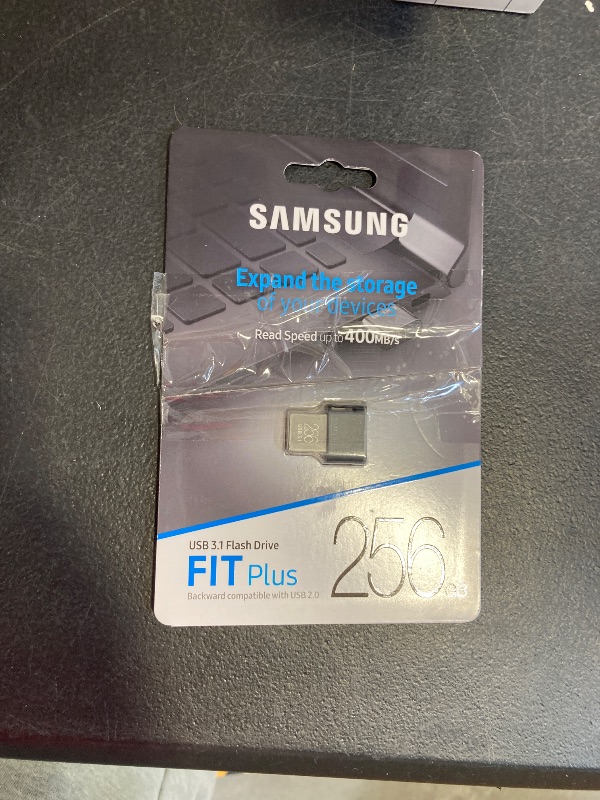 SAMSUNG
Expand the storage
of your devices
Read Speed up to 400MB/s
256
USB 3.1 Flash Drive
FIT Plus
256GB
Backward compatible with USB 2.0